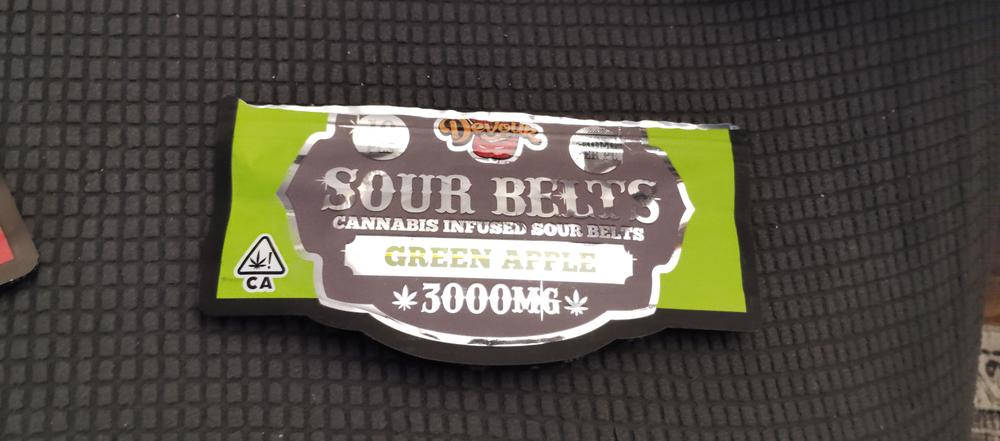 Devour
SOUR BELTS
CANNABIS INFUSED SOUR BELTS
GREEN APPLE
3000MG
!
CA